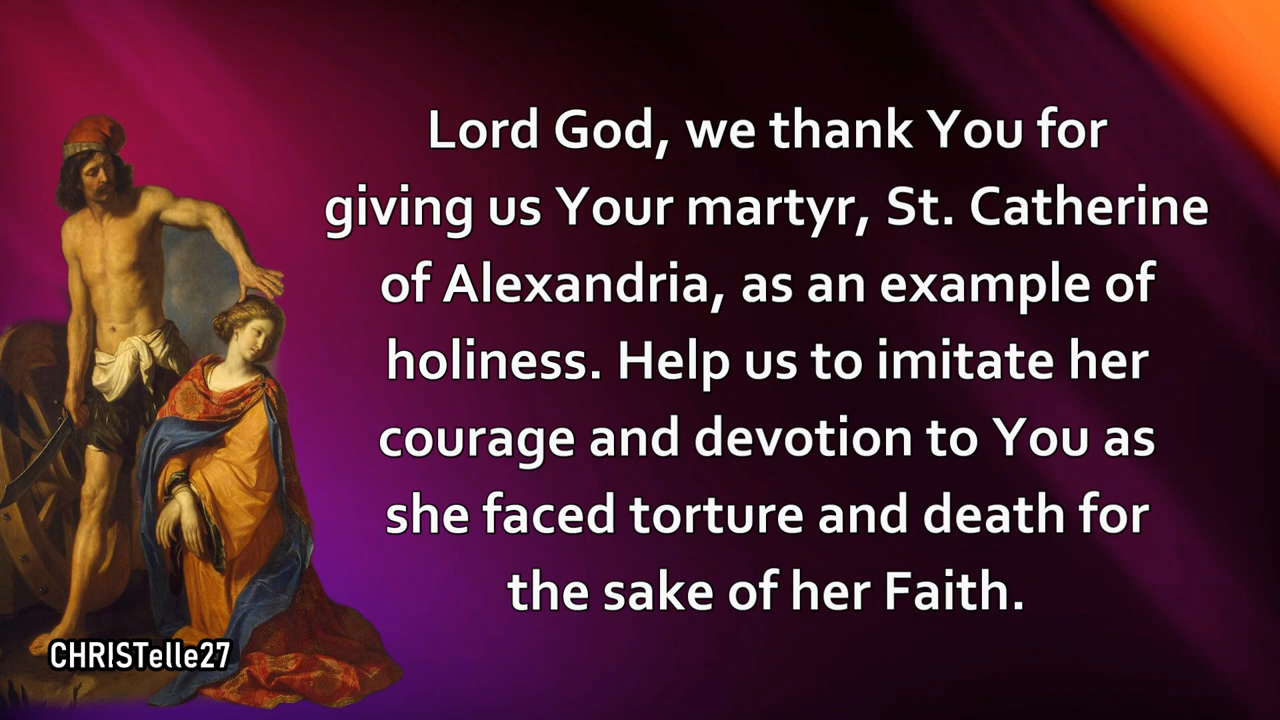 Lord God, we thank You for
giving us Your martyr, St. Catherine
of Alexandria, as an example of
holiness. Help us to imitate her
courage and devotion to You as
she faced torture and death for
the sake of her Faith.
CHRISTelle27